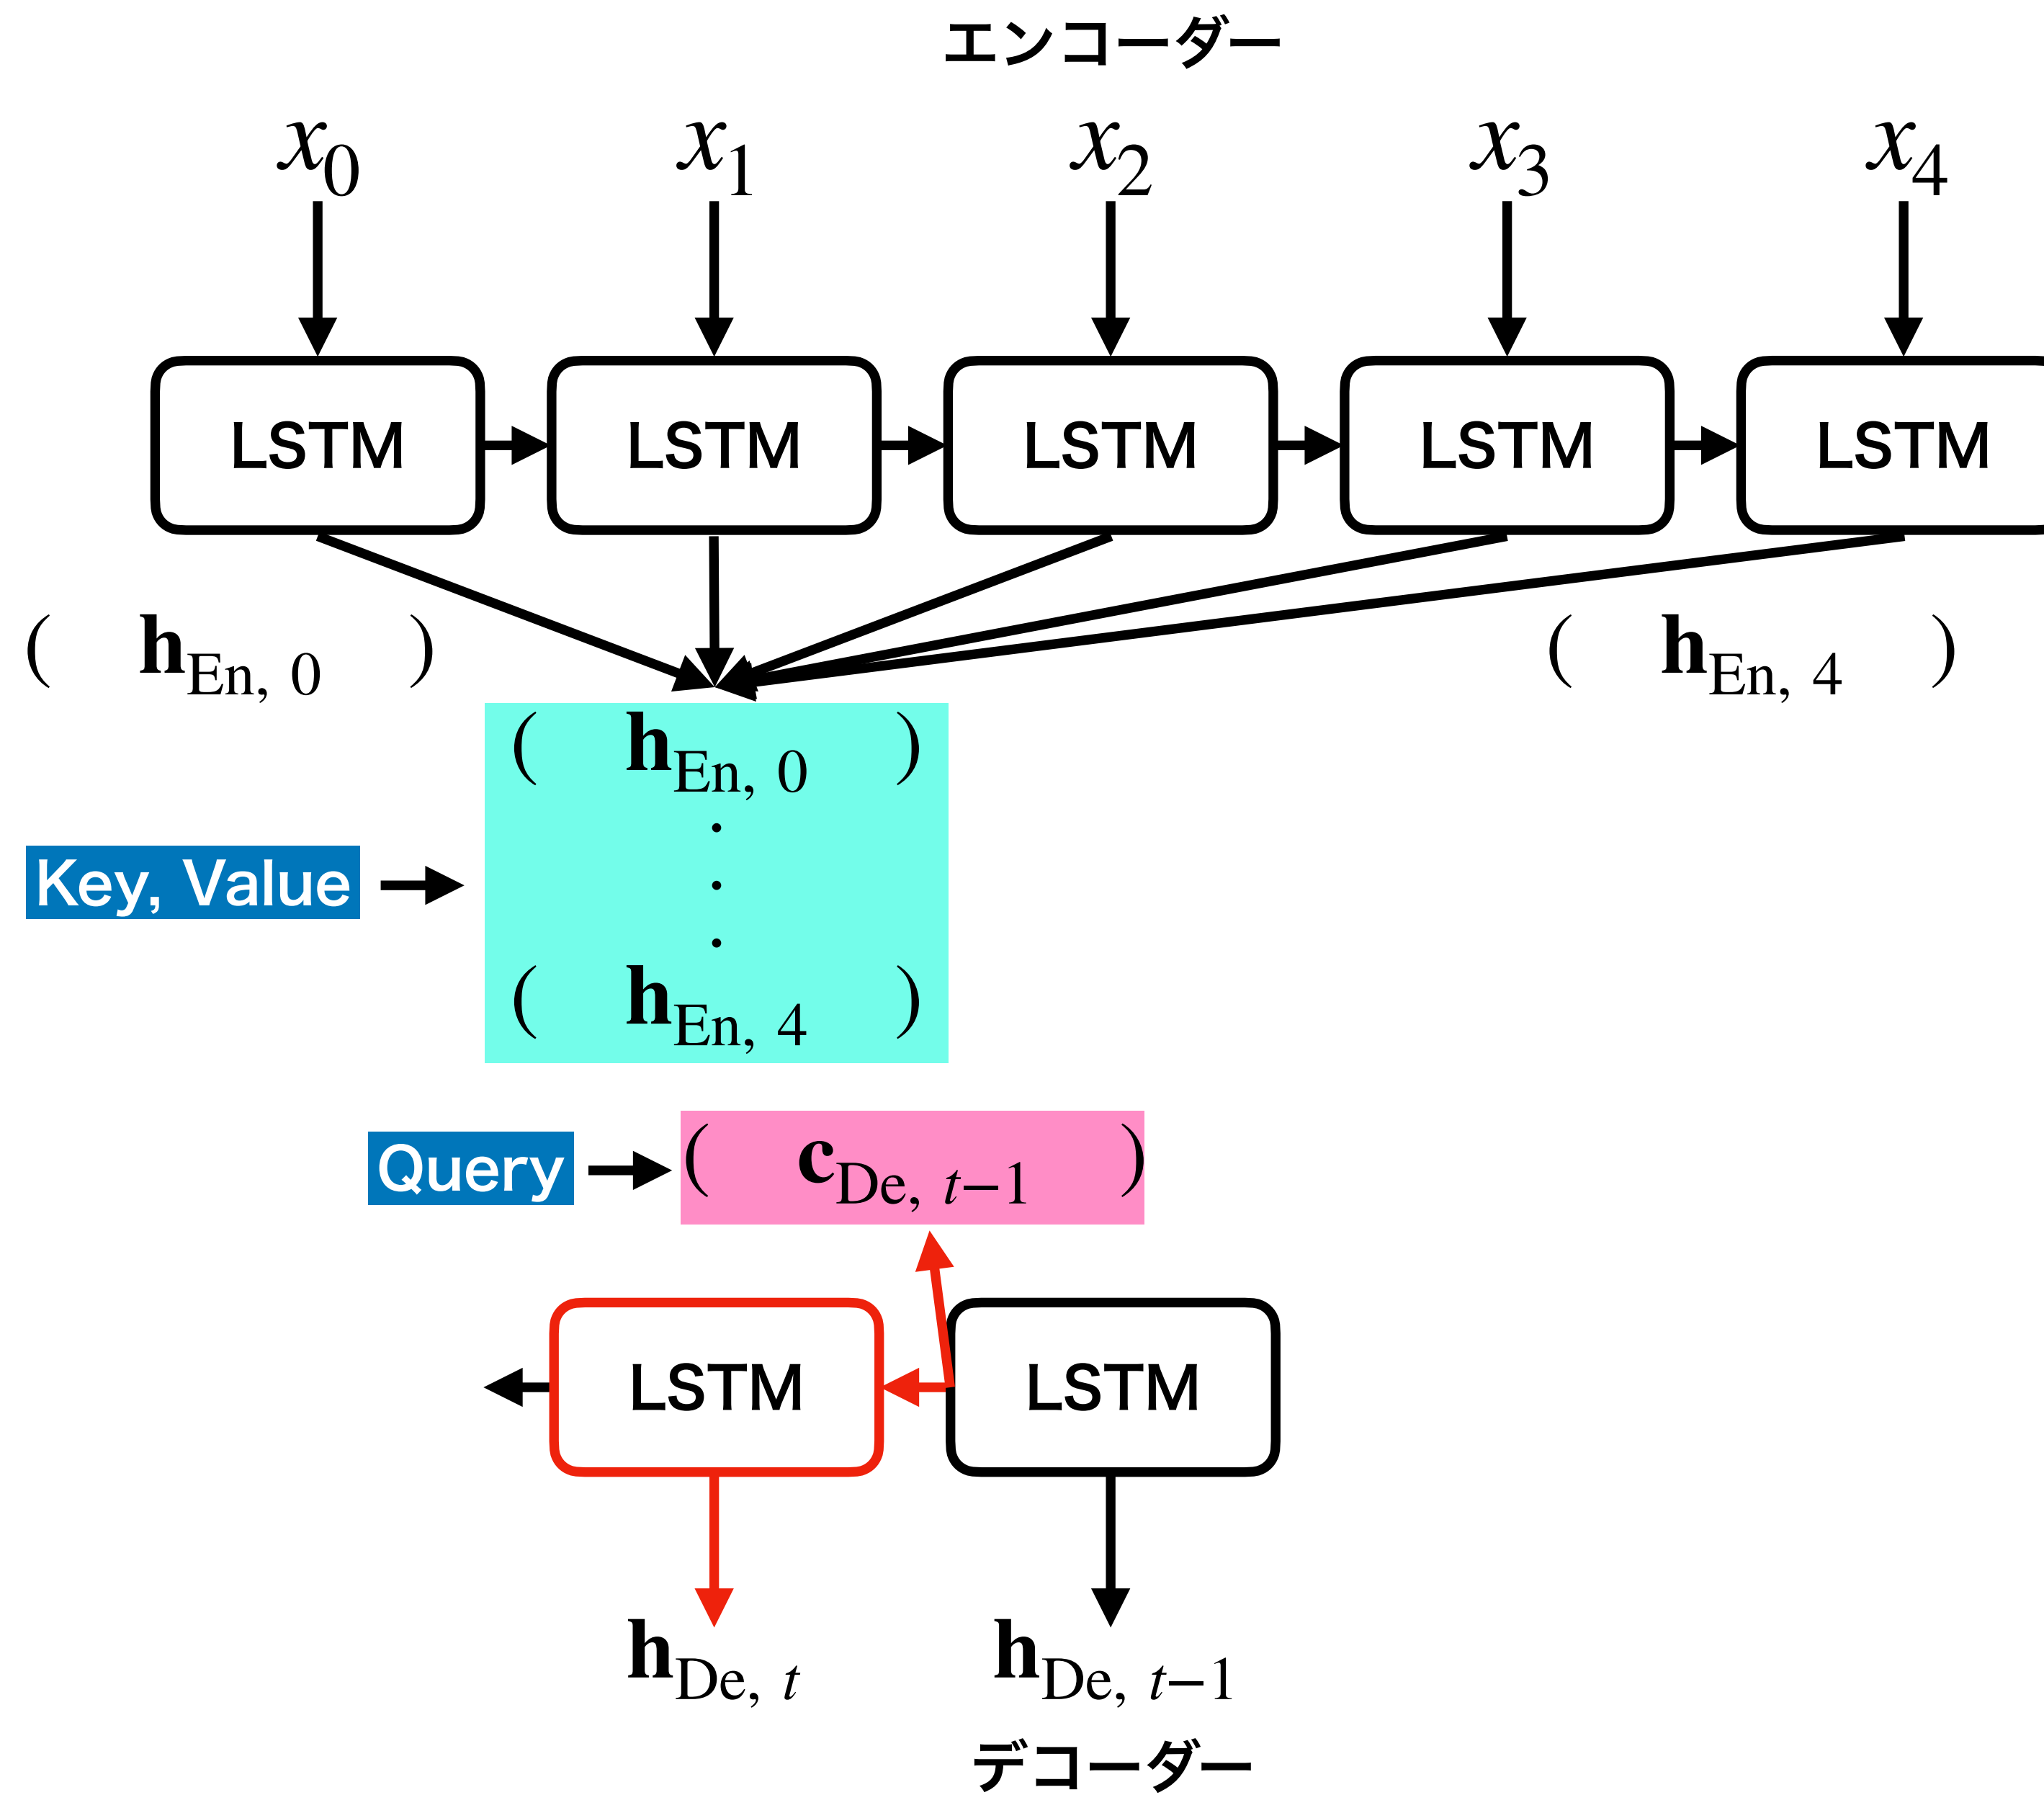 エンコーダー
x0 x1 x2 x3 x4
LSTM LSTM LSTM LSTM LSTM
( hEn, 0 ) ( hEn, 4 )
( hEn, 0 )
·
·
·
Key, Value
( hEn, 4 )
Query ( cDe, t−1 )
LSTM LSTM
hDe, t hDe, t−1
デコーダー